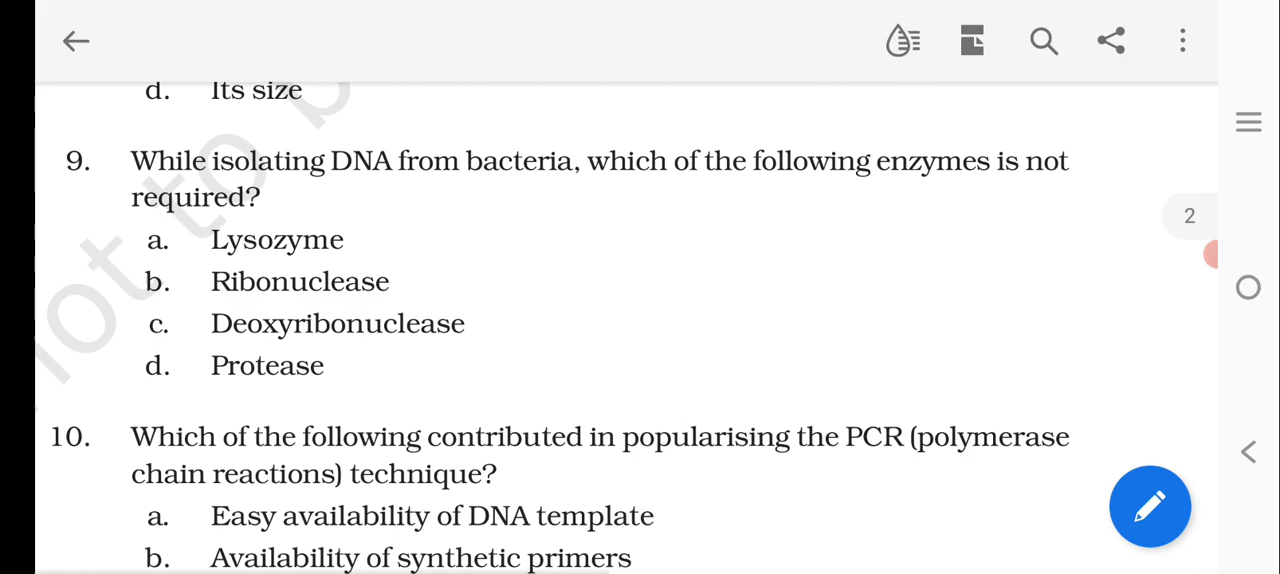 d. Its size
9. While isolating DNA from bacteria, which of the following enzymes is not
required?
a. Lysozyme
b. Ribonuclease
c. Deoxyribonuclease
d. Protease
10. Which of the following contributed in popularising the PCR (polymerase
chain reactions) technique?
a. Easy availability of DNA template
b. Availability of synthetic primers
2
not to b